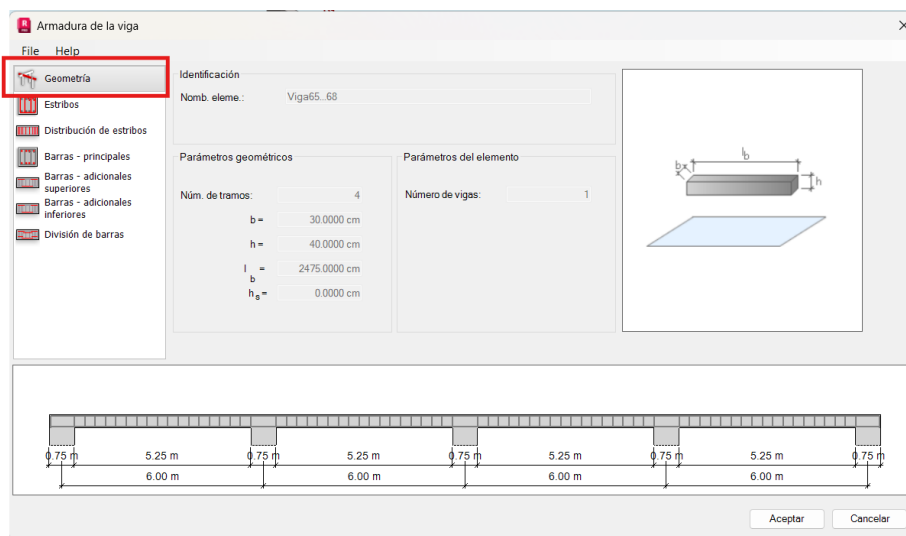 Armadura de la viga
File Help
Geometría
Estribos
Distribución de estribos
Barras - principales
Barras - adicionales
superiores
Barras - adicionales
inferiores
División de barras
Identificación
Nomb. eleme.: Viga65...68
Parámetros geométricos
Núm. de tramos: 4
b = 30.0000 cm
h = 40.0000 cm
l b = 2475.0000 cm
h s = 0.0000 cm
Parámetros del elemento
Número de vigas: 1
b lb h
0.75 m 5.25 m 0.75 m 5.25 m 0.75 m 5.25 m 0.75 m 5.25 m 0.75 m
6.00 m 6.00 m 6.00 m 6.00 m
Aceptar Cancelar